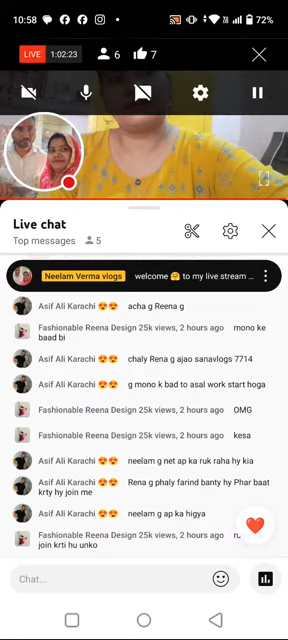 10:58
72%
LIVE 1:02:23 6 7
Live chat
Top messages 5
Neelam Verma vlogs welcome 🤗 to my live stream ...
Asif Ali Karachi 😍😍 acha g Reena g
Fashionable Reena Design 25k views, 2 hours ago mono ke
baad bi
Asif Ali Karachi 😍😍 chaly Rena g ajao sanavlogs 7714
Asif Ali Karachi 😍😍 g mono k bad to asal work start hoga
Fashionable Reena Design 25k views, 2 hours ago OMG
Fashionable Reena Design 25k views, 2 hours ago kesa
Asif Ali Karachi 😍😍 neelam g net ap ka ruk raha hy kia
Asif Ali Karachi 😍😍 Rena g phaly farind banty hy Phar baat
krty hy join me
Asif Ali Karachi 😍😍 neelam g ap ka higya
Fashionable Reena Design 25k views, 2 hours ago
join krti hu unko
Chat...